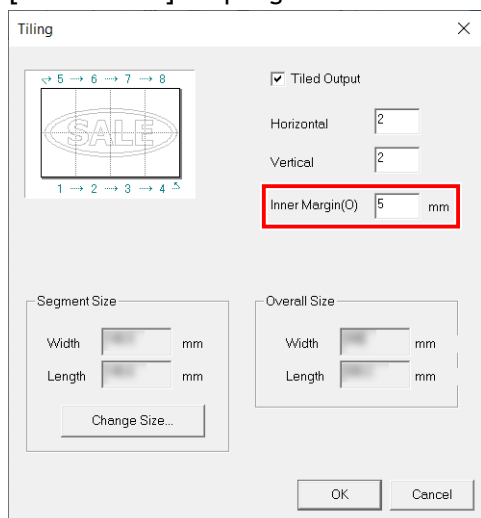 Tiling
5 → 6 → 7 → 8
SALE
1 → 2 → 3 → 4
Tiled Output
Horizontal 2
Vertical 2
Inner Margin(O) 5 mm
Segment Size
Width mm
Length mm
Change Size...
Overall Size
Width mm
Length mm
OK Cancel